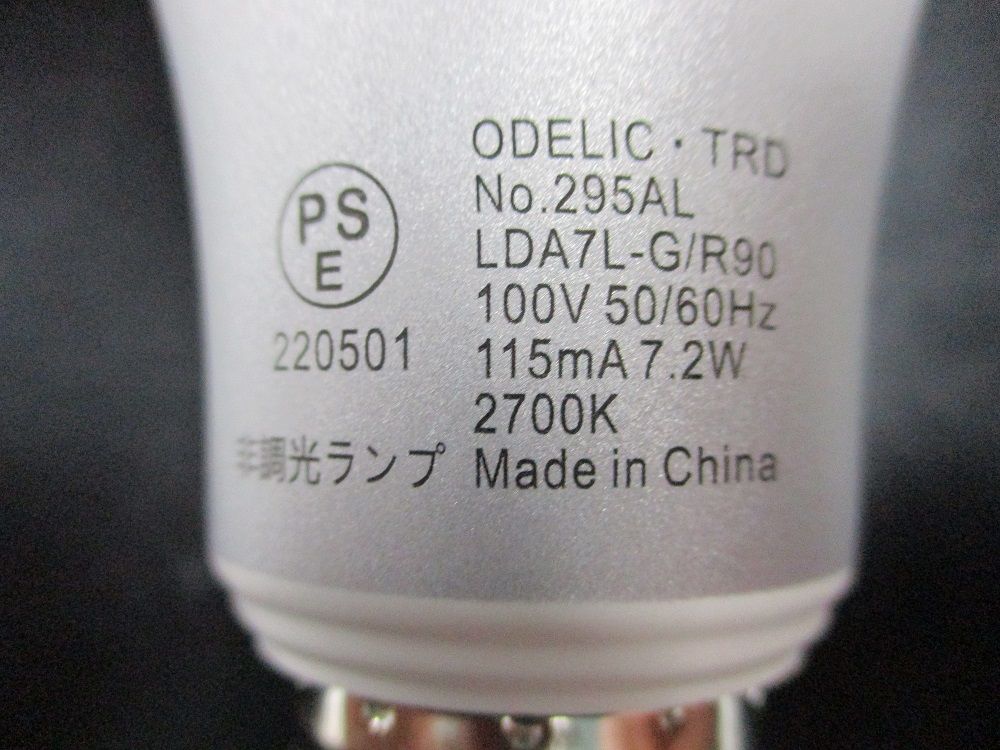 PS
E
220501
非調光ランプ
ODELIC・TRD
No.295AL
LDA7L-G/R90
100V 50/60Hz
115mA 7.2W
2700K
Made in China